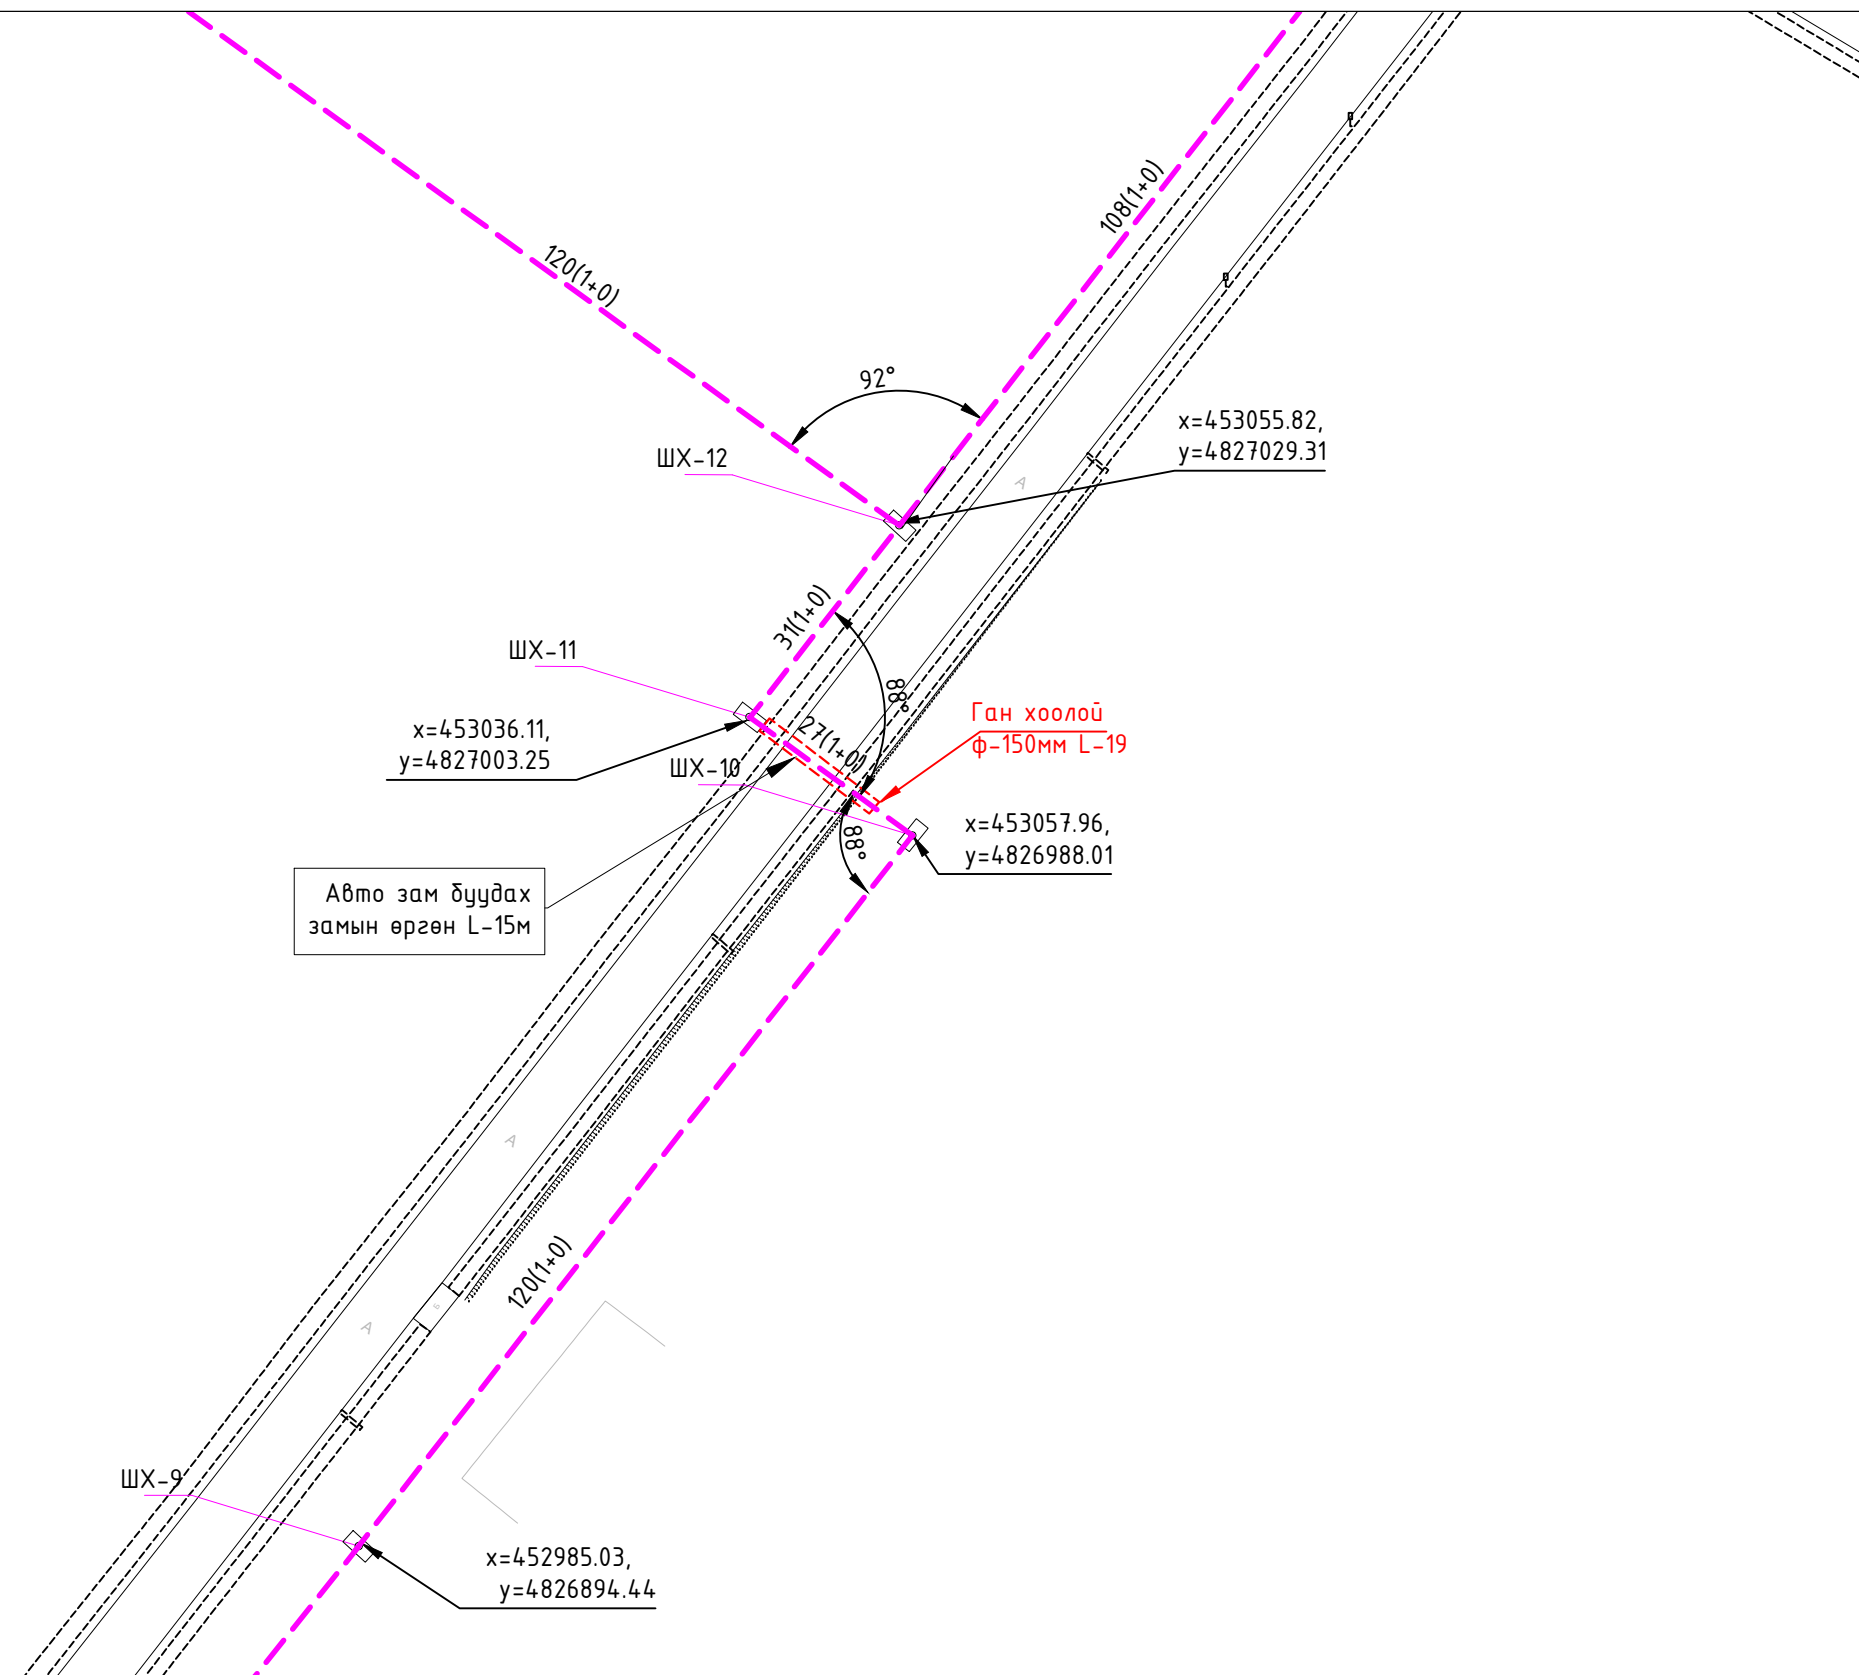 108(1+0)
120(1+0)
92°
x=453055.82,
y=4827029.31
ШХ-12
А
31(1+0)
ШХ-11
88°
x=453036.11,
y=4827003.25
27(1+0)
Ган хоолой
ф-150мм L-19
ШХ-10
x=453057.96,
y=4826988.01
88°
Авто зам буудах
замын өргөн L-15м
А
120(1+0)
Б
А
ШХ-9
x=452985.03,
y=4826894.44